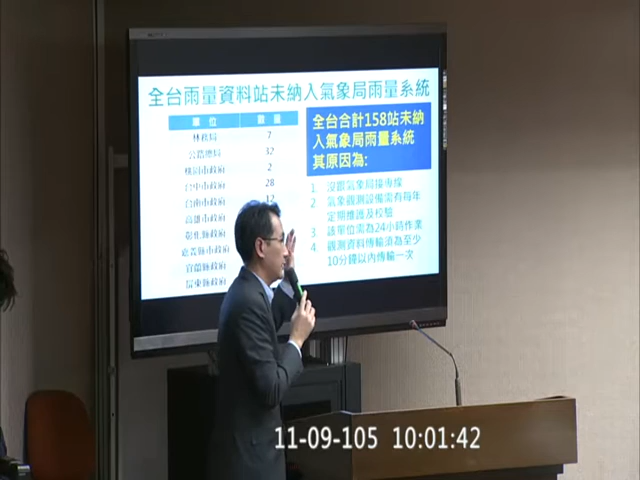 全台雨量資料站未納入氣象局雨量系統
單位 數量
林務局 7
公路總局 32
桃園市政府 2
台中市政府 28
台南市政府 12
高雄市政府
彰化縣政府
嘉義縣市政府
宜蘭縣政府
屏東縣政府
全台合計158站未納
入氣象局雨量系統
其原因為:
1. 沒跟氣象局接專線
2. 氣象觀測設備需有每年
定期維護及校驗
3. 該單位需為24小時作業
4. 觀測資料傳輸須為至少
10分鐘以內傳輸一次
11-09-105 10:01:42